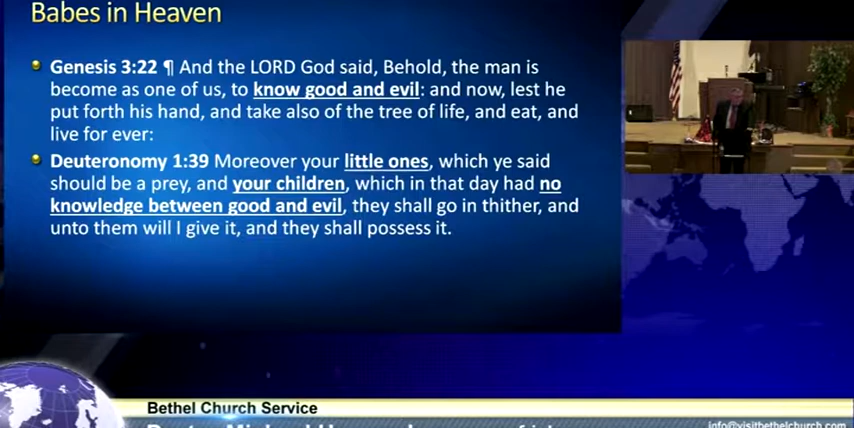 Babes in Heaven
Genesis 3:22 ¶ And the LORD God said, Behold, the man is
become as one of us, to know good and evil: and now, lest he
put forth his hand, and take also of the tree of life, and eat, and
live for ever:
Deuteronomy 1:39 Moreover your little ones, which ye said
should be a prey, and your children, which in that day had no
knowledge between good and evil, they shall go in thither, and
unto them will I give it, and they shall possess it.
Bethel Church Service
info@visitbethelchurch.com